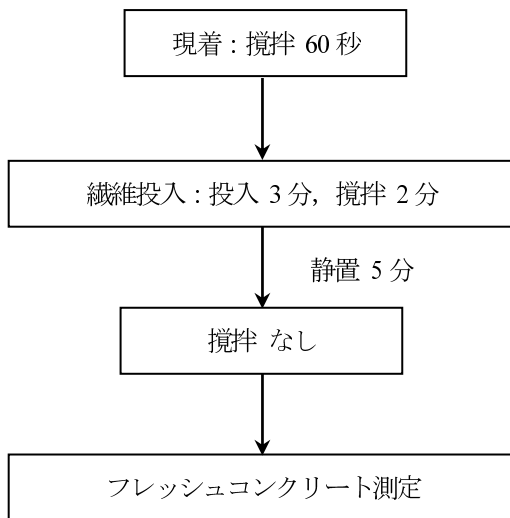 現着：撹拌 60 秒
繊維投入：投入 3 分，撹拌 2 分
静置 5 分
撹拌 なし
フレッシュコンクリート測定